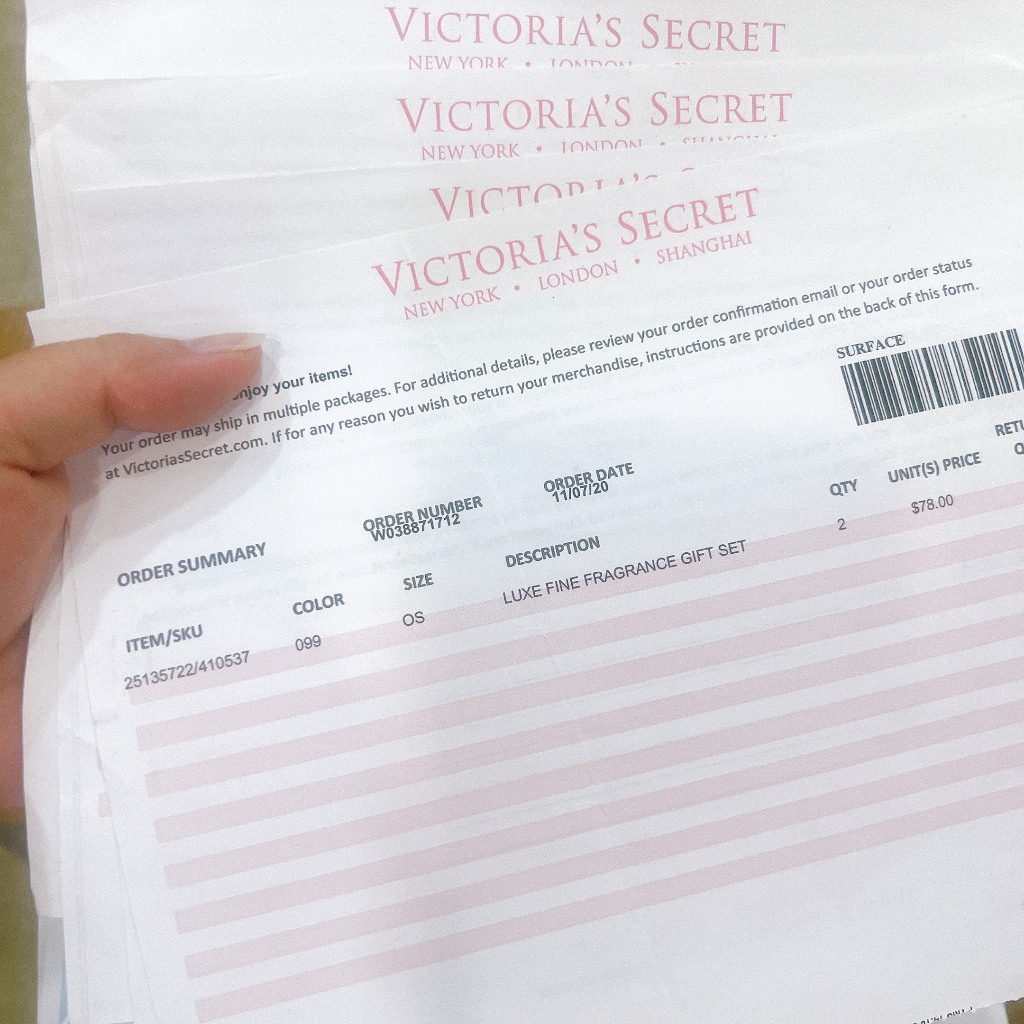 VICTORIA'S SECRET
NEW YORK • LONDON
VICTORIA'S SECRET
NEW YORK • LONDON • SHANGHAI
VICTORIA'S
VICTORIA'S SECRET
NEW YORK • LONDON • SHANGHAI
njoy your items!
Your order may ship in multiple packages. For additional details, please review your order confirmation email or your order status
at VictoriasSecret.com. If for any reason you wish to return your merchandise, instructions are provided on the back of this form.
SURFACE
ORDER SUMMARY
ORDER NUMBER
W038871712
ORDER DATE
11/07/20
ITEM/SKU COLOR SIZE DESCRIPTION QTY UNIT(S) PRICE
25135722/410537 099 OS LUXE FINE FRAGRANCE GIFT SET 2 $78.00